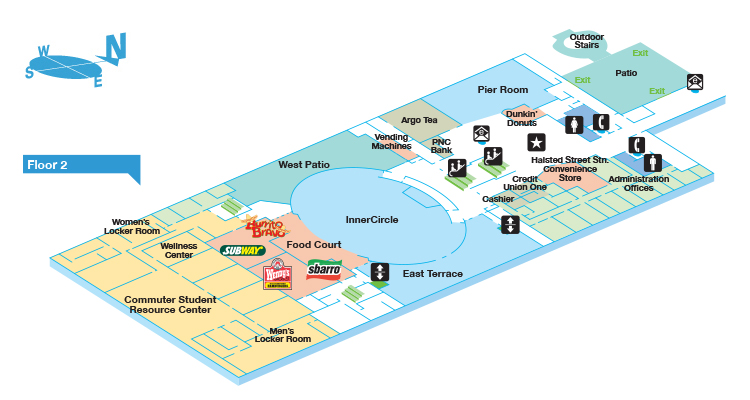 N
W
S
E
Floor 2
Outdoor
Stairs
Exit
Patio
Exit
Exit
Pier Room
Argo Tea
Dunkin'
Donuts
Vending
Machines
PNC
Bank
Halsted Street Stn.
Convenience
Store
West Patio
Credit
Union One
Administration
Offices
Cashier
InnerCircle
Women's
Locker Room
Burrito
Bravo
Wellness
Center
SUBWAY
Food Court
Wendy's
sbarro
East Terrace
Commuter Student
Resource Center
Men's
Locker Room